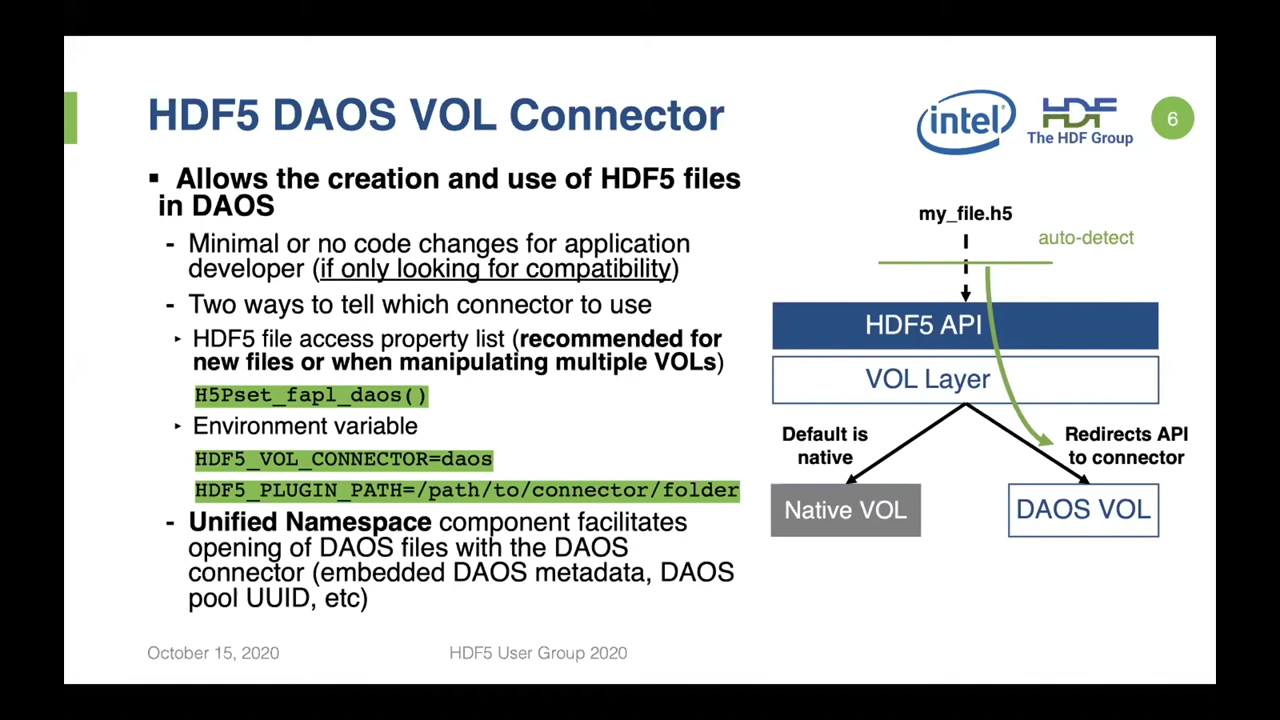 HDF5 DAOS VOL Connector
intel
HDF
The HDF Group
6
▪ Allows the creation and use of HDF5 files
in DAOS
- Minimal or no code changes for application
developer (if only looking for compatibility)
- Two ways to tell which connector to use
‣ HDF5 file access property list (recommended for
new files or when manipulating multiple VOLs)
H5Pset_fapl_daos()
‣ Environment variable
HDF5_VOL_CONNECTOR=daos
HDF5_PLUGIN_PATH=/path/to/connector/folder
- Unified Namespace component facilitates
opening of DAOS files with the DAOS
connector (embedded DAOS metadata, DAOS
pool UUID, etc)
my_file.h5
auto-detect
HDF5 API
VOL Layer
Default is
native
Redirects API
to connector
Native VOL
DAOS VOL
October 15, 2020
HDF5 User Group 2020